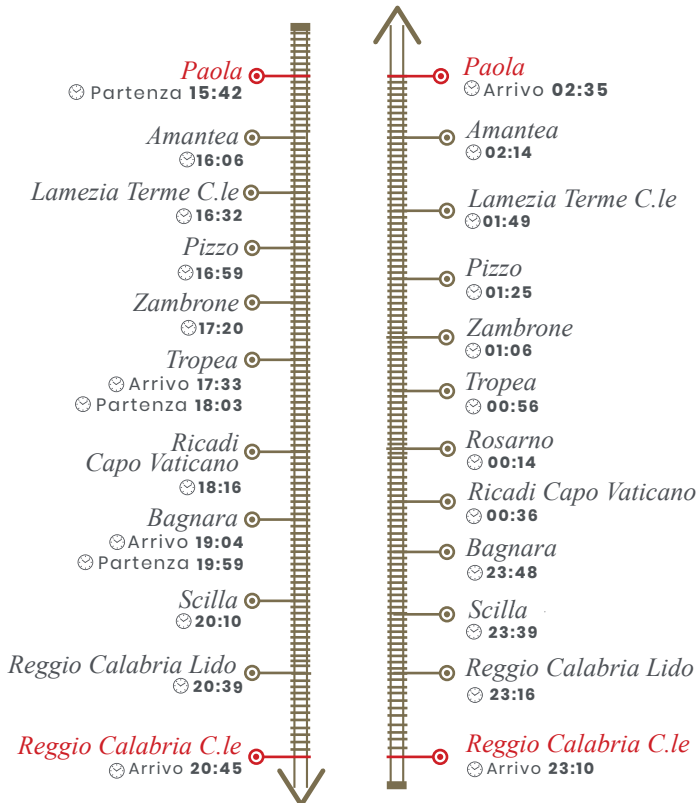 Paola
Partenza 15:42
Amantea
16:06
Lamezia Terme C.le
16:32
Pizzo
16:59
Zambrone
17:20
Tropea
Arrivo 17:33
Partenza 18:03
Ricadi
Capo Vaticano
18:16
Bagnara
Arrivo 19:04
Partenza 19:59
Scilla
20:10
Reggio Calabria Lido
20:39
Reggio Calabria C.le
Arrivo 20:45
Paola
Arrivo 02:35
Amantea
02:14
Lamezia Terme C.le
01:49
Pizzo
01:25
Zambrone
01:06
Tropea
00:56
Rosarno
00:14
Ricadi Capo Vaticano
00:36
Bagnara
23:48
Scilla
23:39
Reggio Calabria Lido
23:16
Reggio Calabria C.le
Arrivo 23:10